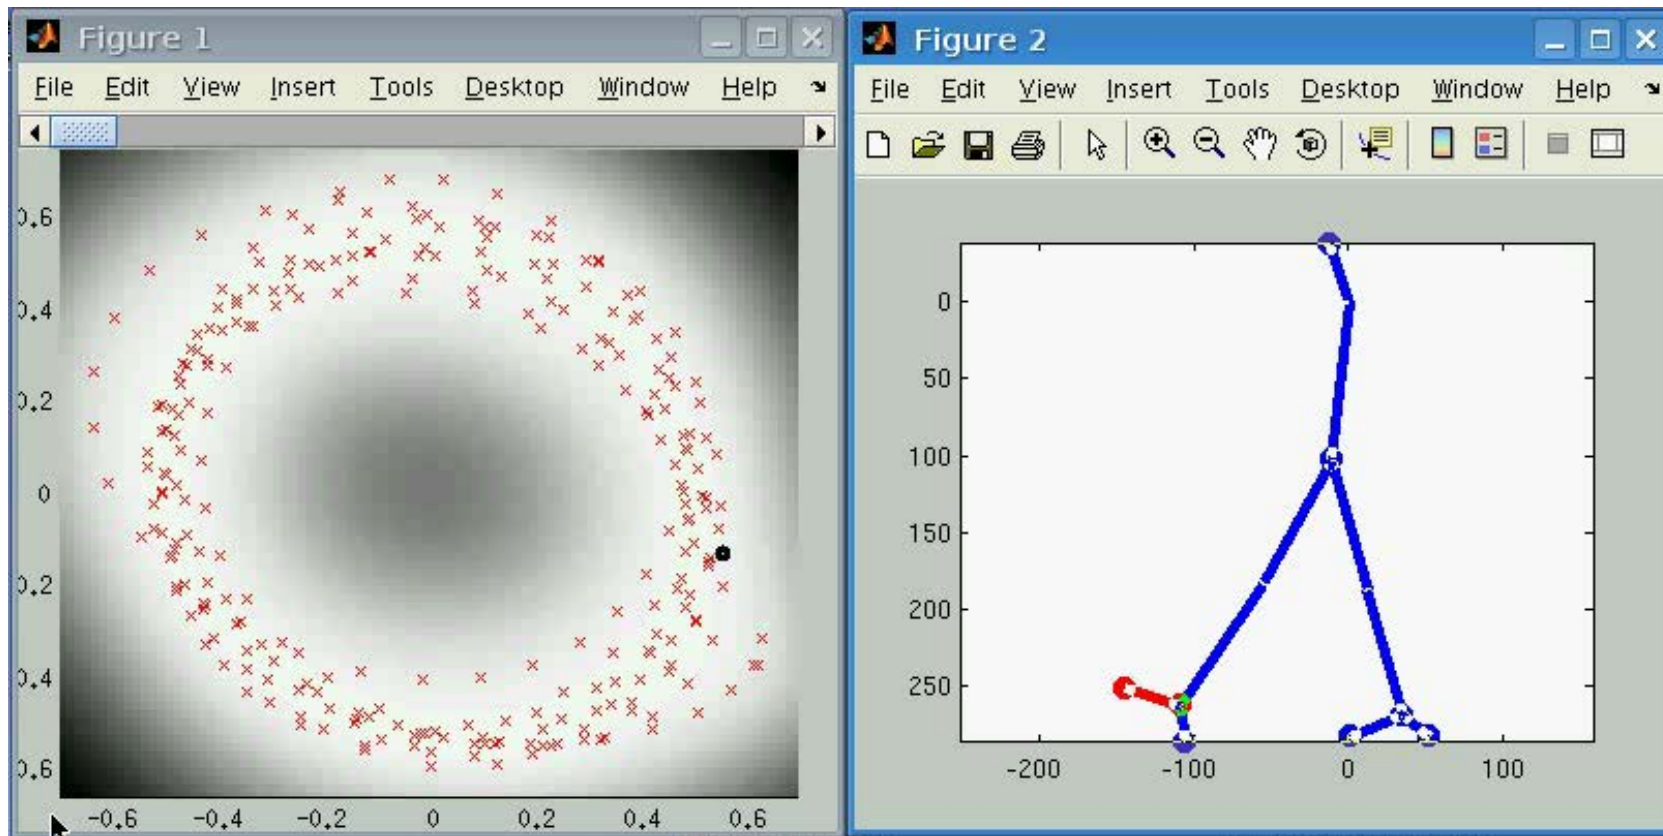 Figure 1
File Edit View Insert Tools Desktop Window Help
0.6
0.4
0.2
0
0.2
0.4
0.6
-0.6 -0.4 -0.2 0 0.2 0.4 0.6
Figure 2
File Edit View Insert Tools Desktop Window Help
0
50
100
150
200
250
-200 -100 0 100